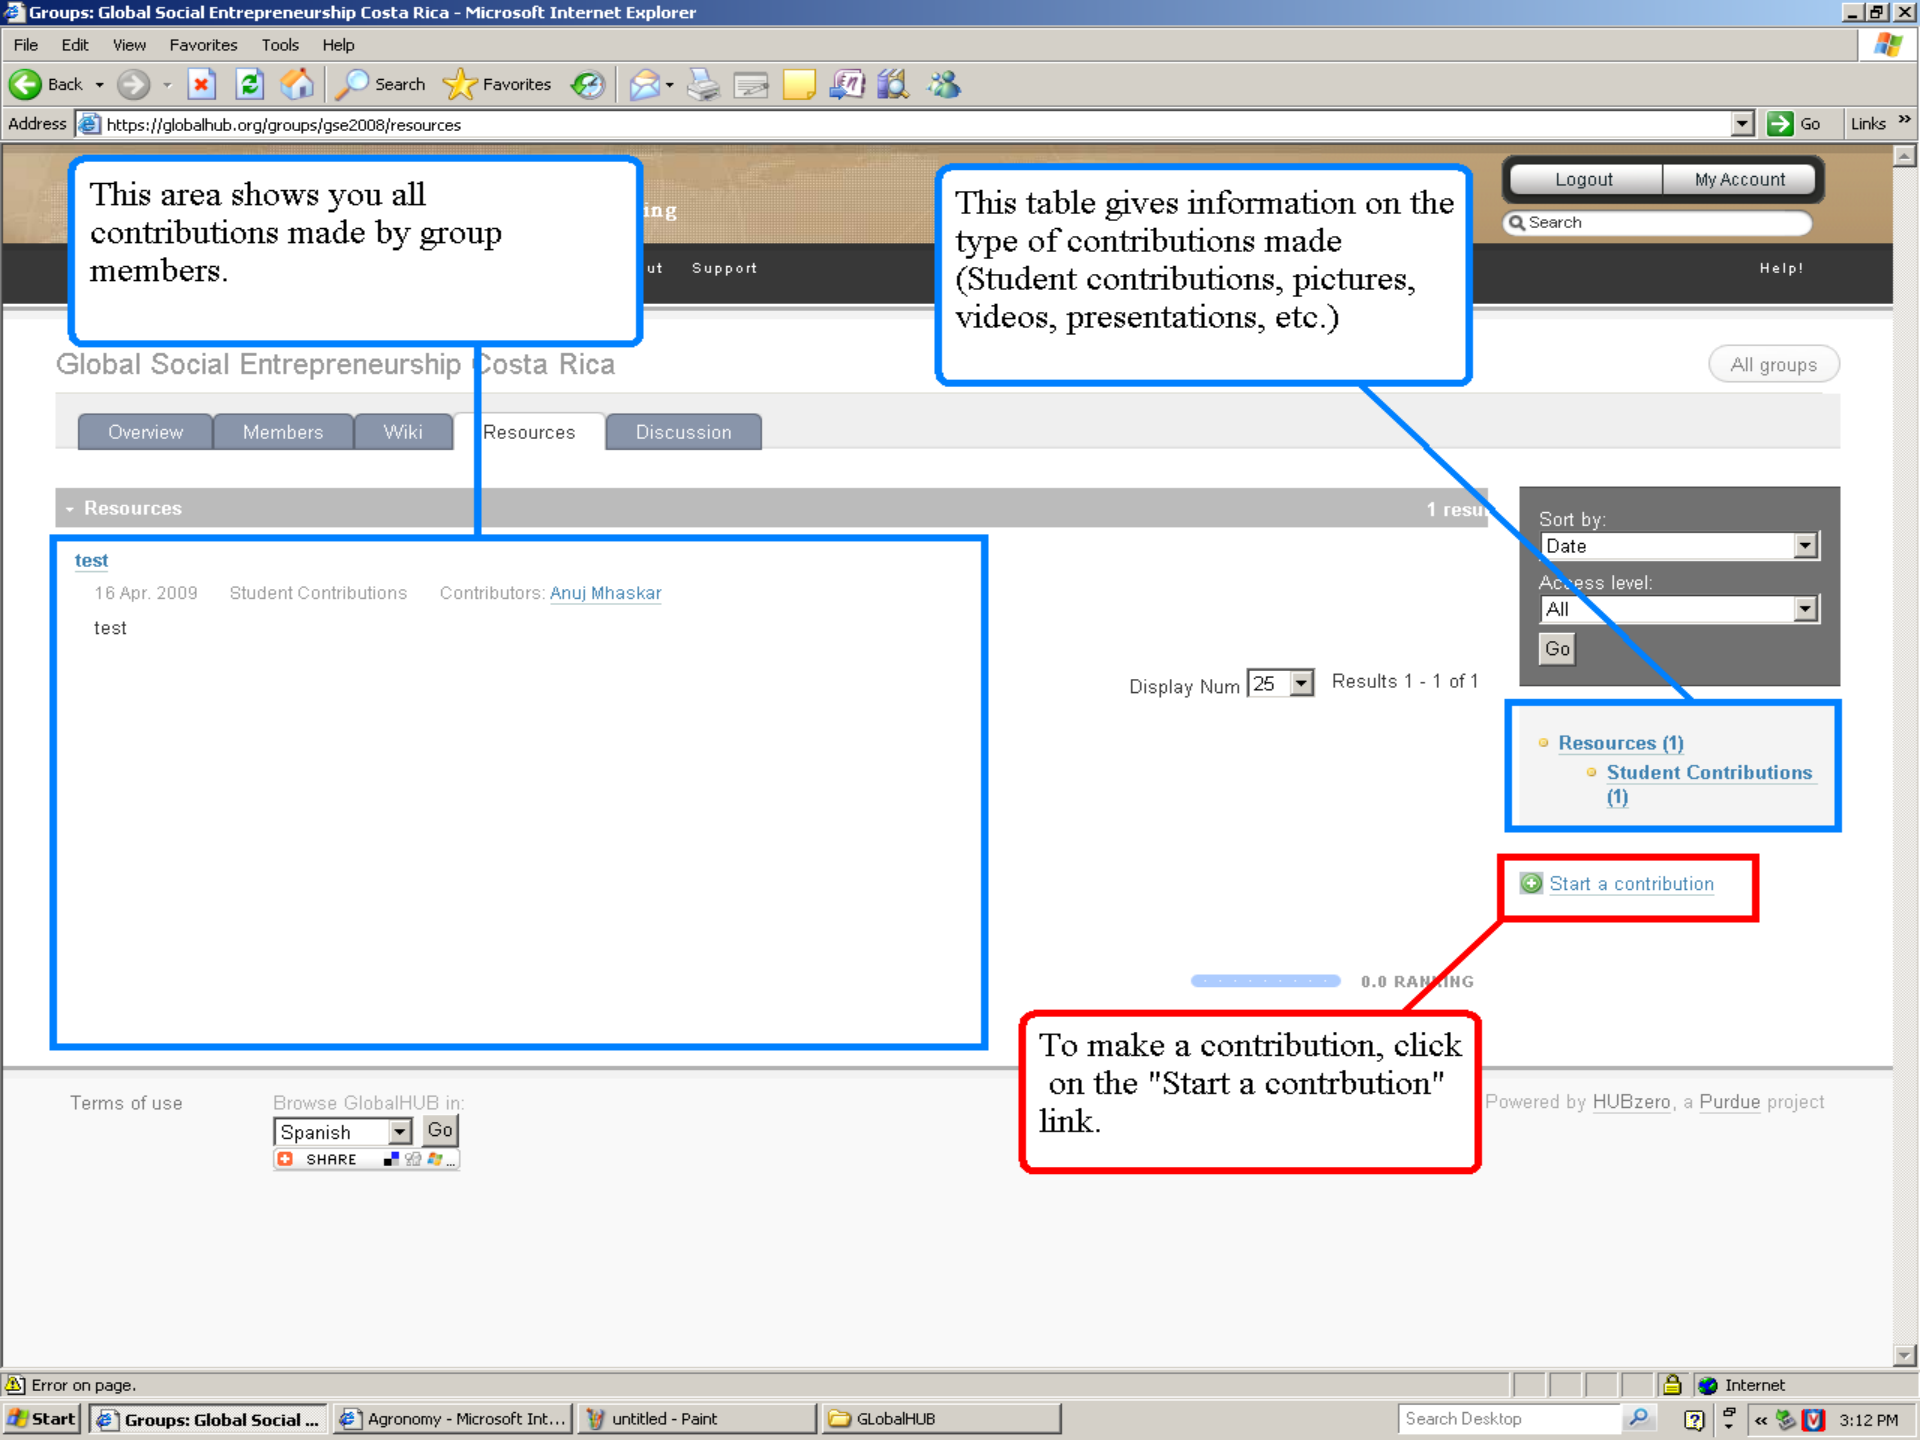 Groups: Global Social Entrepreneurship Costa Rica - Microsoft Internet Explorer
File Edit View Favorites Tools Help
Back Search Favorites
Address https://globalhub.org/groups/gse2008/resources Go Links »
This area shows you all
contributions made by group
members.
ing
This table gives information on the
type of contributions made
(Student contributions, pictures,
videos, presentations, etc.)
Logout My Account
Search
ut Support Help!
Global Social Entrepreneurship Costa Rica All groups
Overview Members Wiki Resources Discussion
Resources 1 resu
Sort by:
Date
Access level:
All
Go
test
16 Apr. 2009 Student Contributions Contributors: Anuj Mhaskar
test
Display Num 25 Results 1 - 1 of 1
Resources (1)
Student Contributions
(1)
Start a contribution
0.0 RANKING
To make a contribution, click
on the "Start a contrbution"
link.
Terms of use Browse GlobalHUB in:
Spanish Go
SHARE ...
Powered by HUBzero, a Purdue project
Error on page. Internet
Start Groups: Global Social ... Agronomy - Microsoft Int... untitled - Paint GLobalHUB Search Desktop « 3:12 PM